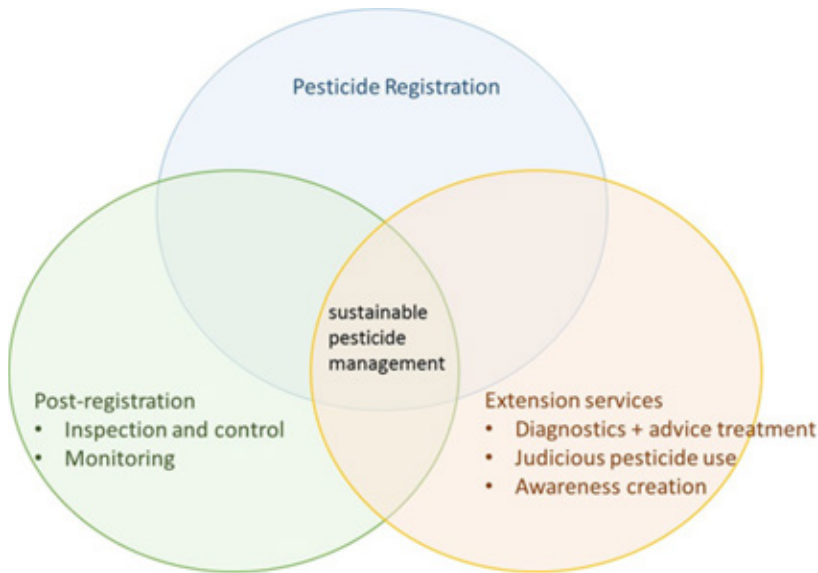 Pesticide Registration
sustainable
pesticide
management
Post-registration
• Inspection and control
• Monitoring
Extension services
• Diagnostics + advice treatment
• Judicious pesticide use
• Awareness creation